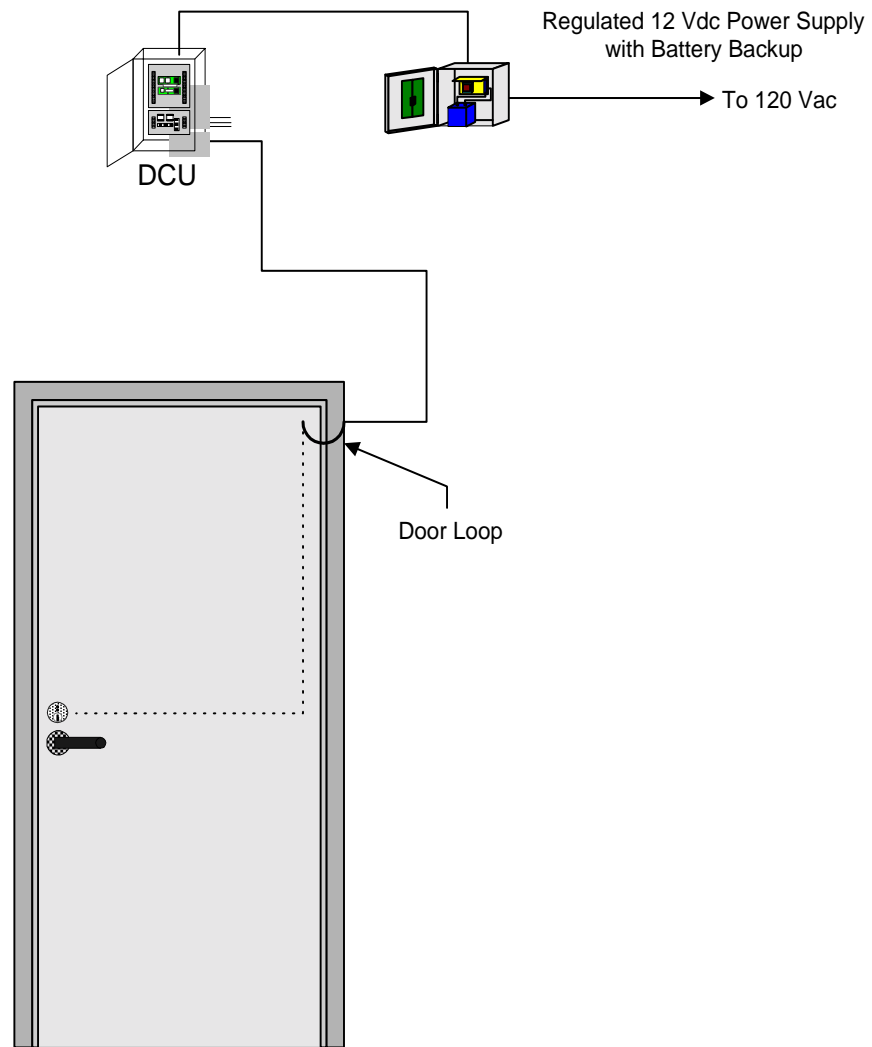 Regulated 12 Vdc Power Supply
with Battery Backup
To 120 Vac
DCU
Door Loop